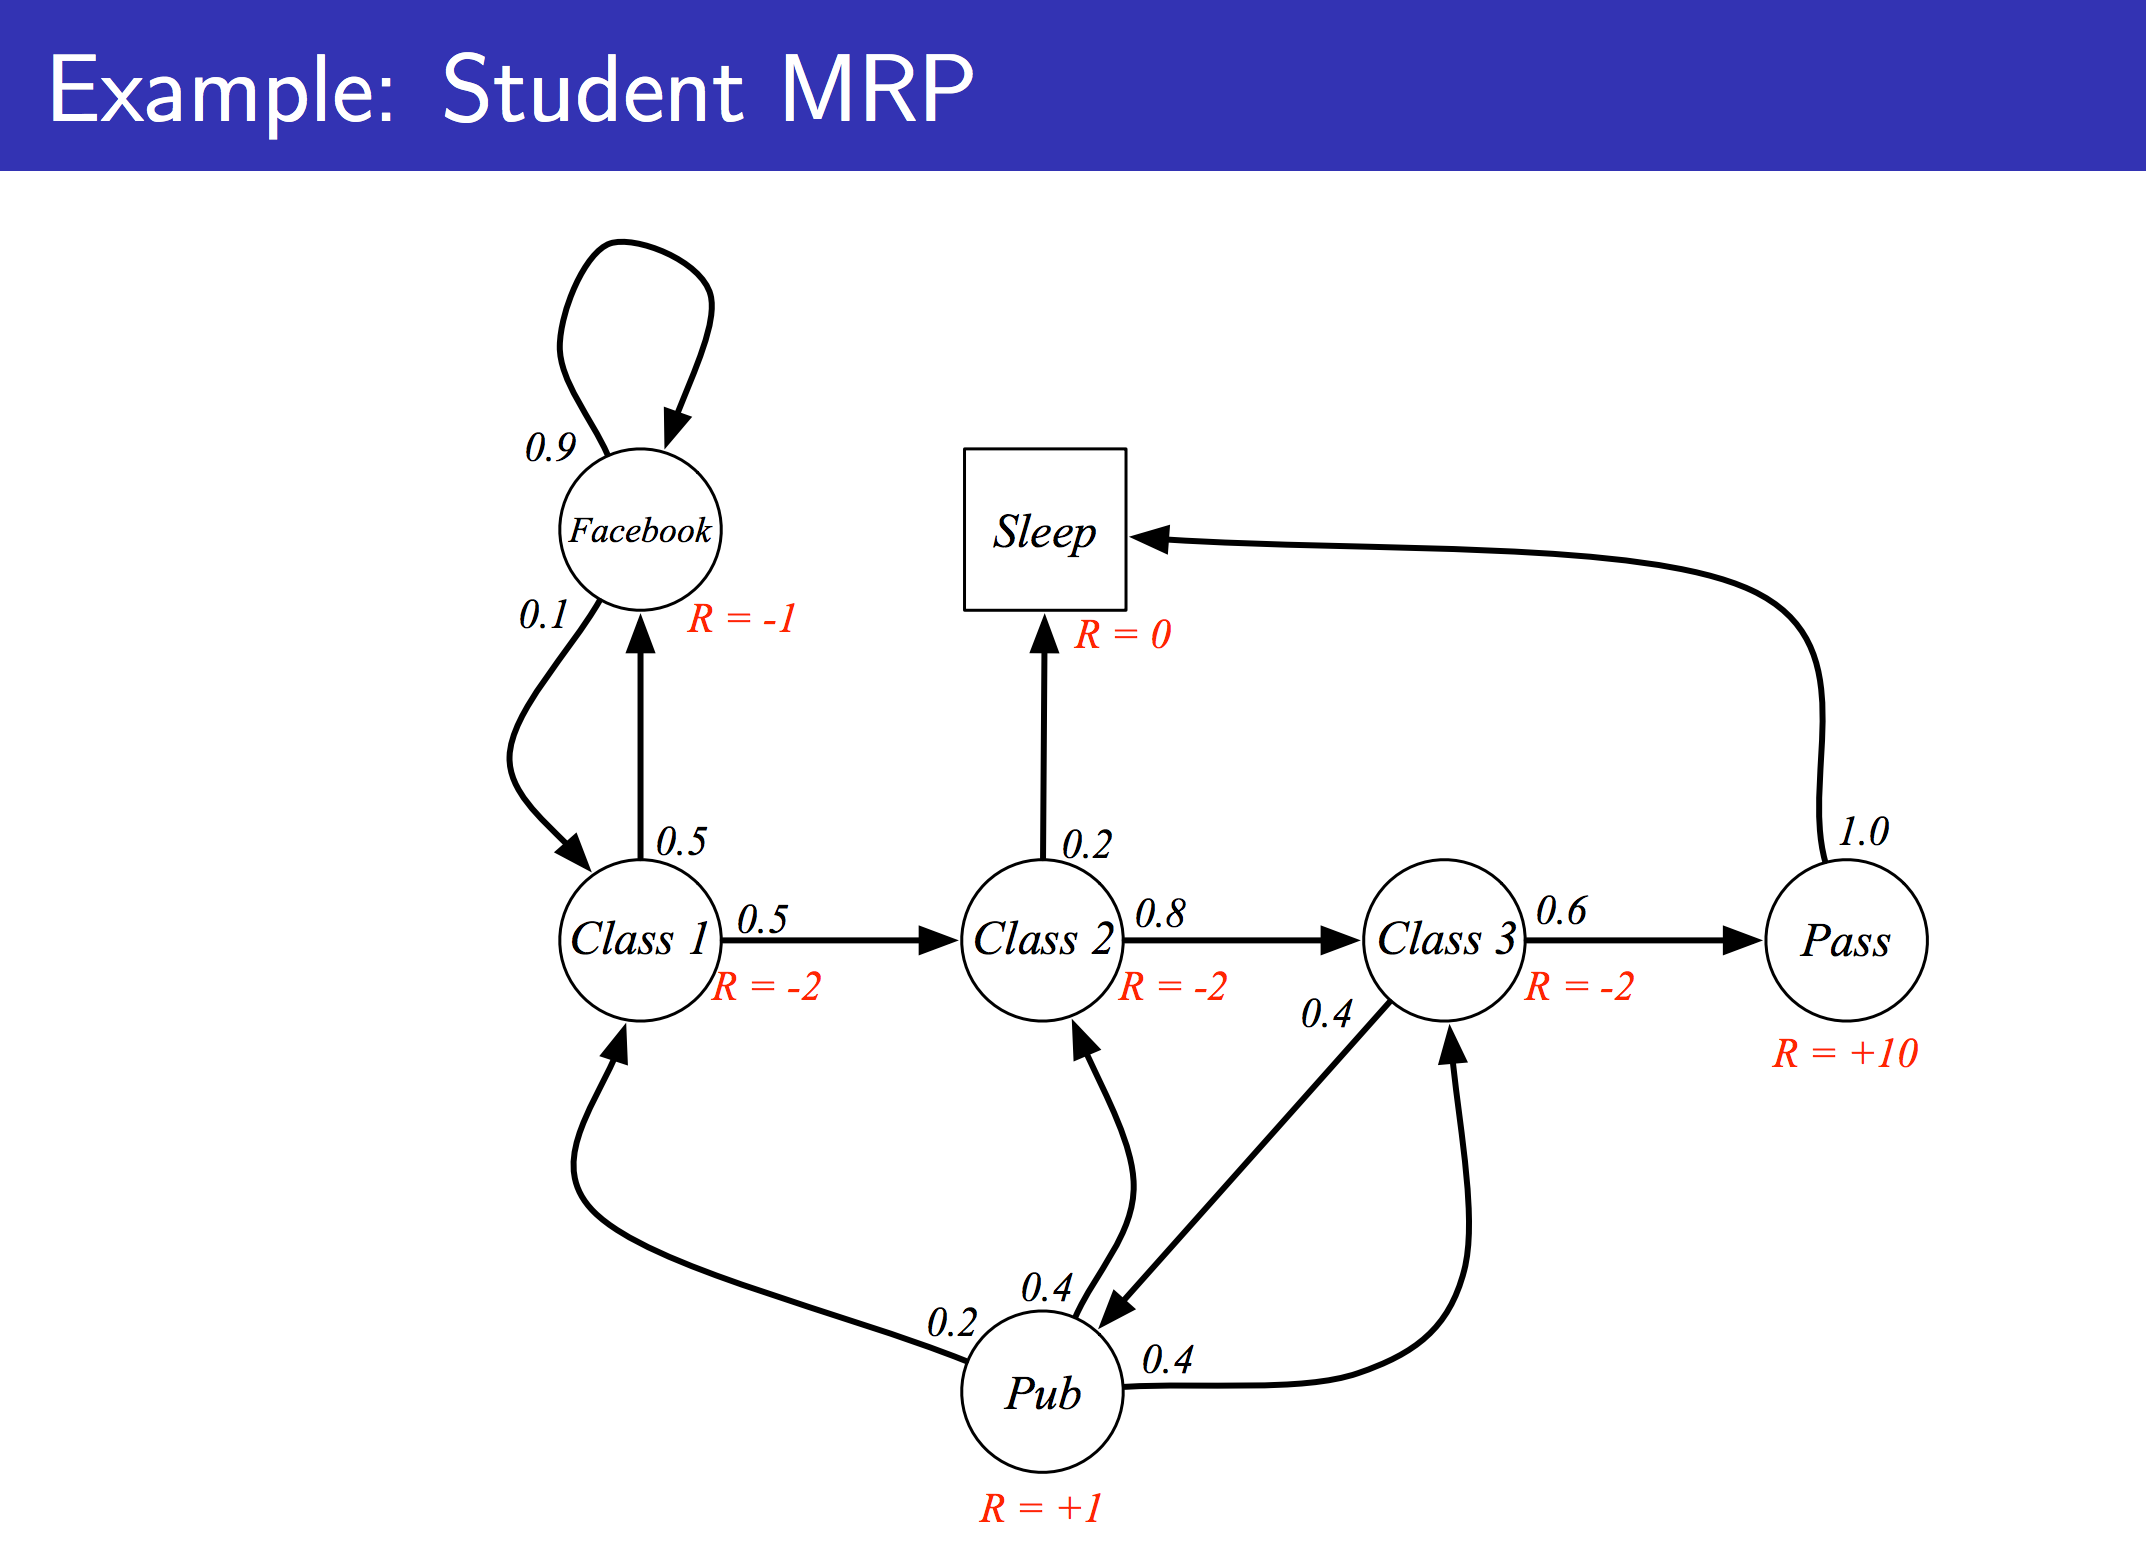 Example: Student MRP
0.9
Facebook
Sleep
0.1
R = -1
R = 0
0.5
0.2
1.0
Class 1
0.5
Class 2
0.8
Class 3
0.6
Pass
R = -2
R = -2
R = -2
0.4
R = +10
0.4
0.2
0.4
Pub
R = +1